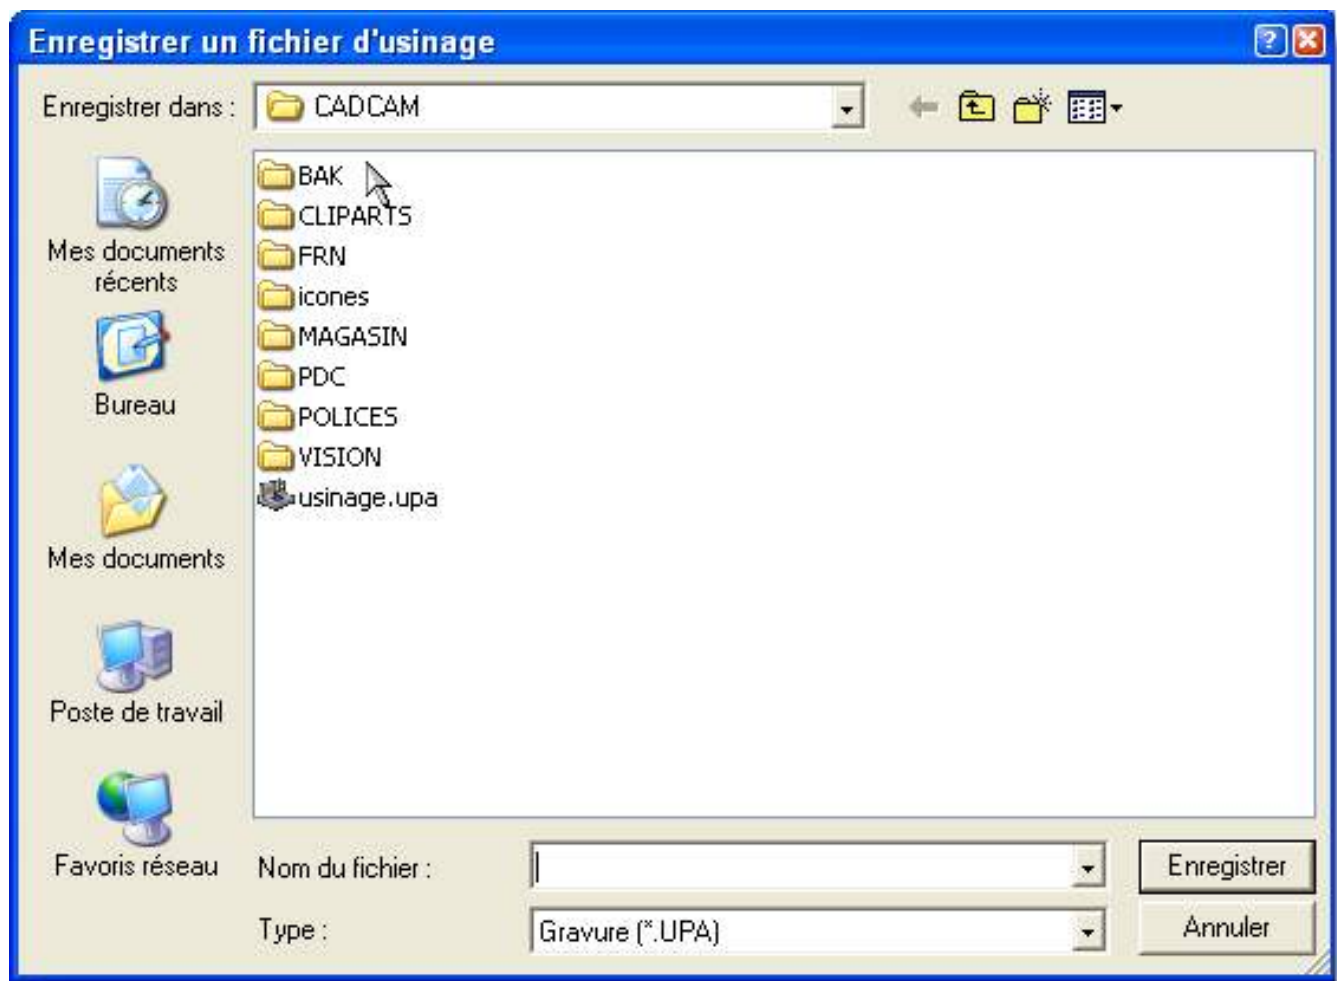 Enregistrer un fichier d'usinage
Enregistrer dans :
CADCAM
Mes documents
récents
Bureau
Mes documents
Poste de travail
Favoris réseau
BAK
CLIPARTS
FRN
icones
MAGASIN
PDC
POLICES
VISION
usinage.upa
Nom du fichier :
Enregistrer
Type :
Gravure (*.UPA)
Annuler